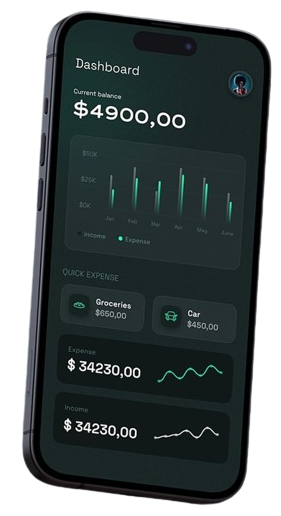 Dashboard
Current balance
$4900,00
$50K
$25K
$0K
Jan Feb Mar Apr May June
Income Expense
QUICK EXPENSE
Groceries
$650,00
Car
$450,00
Expense
$ 34230,00
Income
$ 34230,00